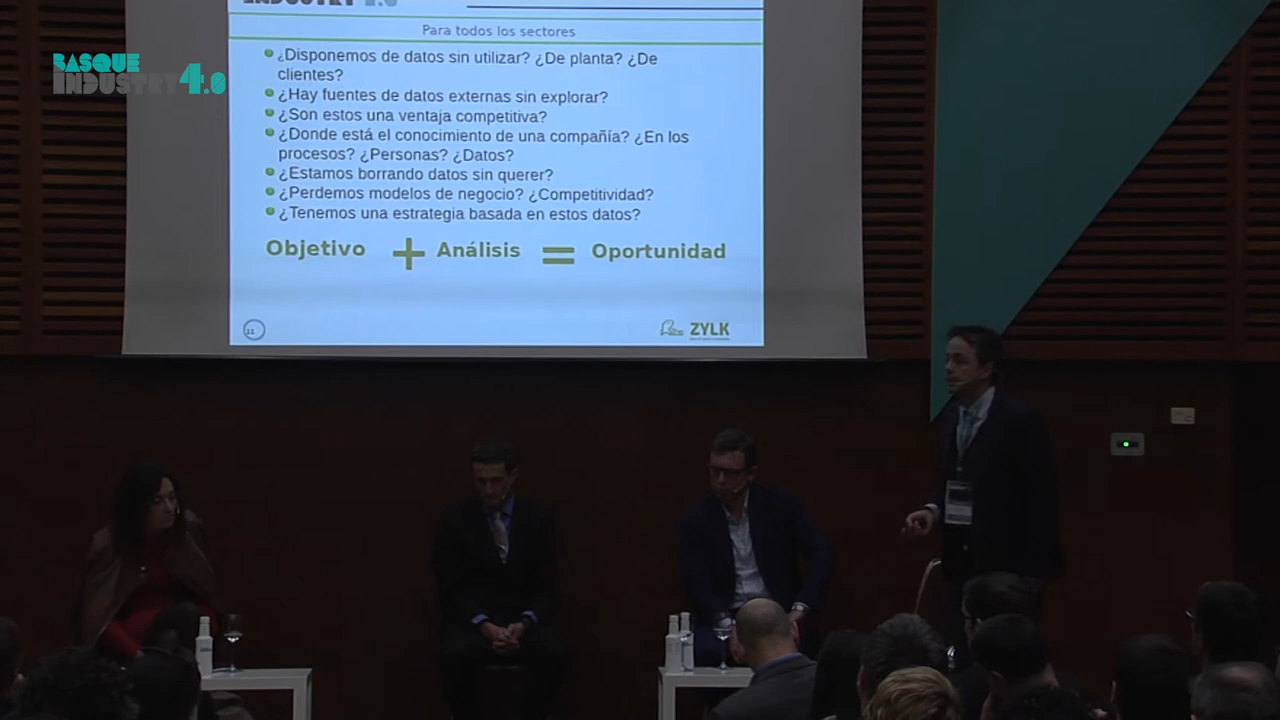 INDUSTRY 4.0
Para todos los sectores
BASQUE
INDUSTRY 4.0
¿Disponemos de datos sin utilizar? ¿De planta? ¿De
clientes?
¿Hay fuentes de datos externas sin explorar?
¿Son estos una ventaja competitiva?
¿Donde está el conocimiento de una compañía? ¿En los
procesos? ¿Personas? ¿Datos?
¿Estamos borrando datos sin querer?
¿Perdemos modelos de negocio? ¿Competitividad?
¿Tenemos una estrategia basada en estos datos?
Objetivo + Análisis = Oportunidad
11
ZYLK